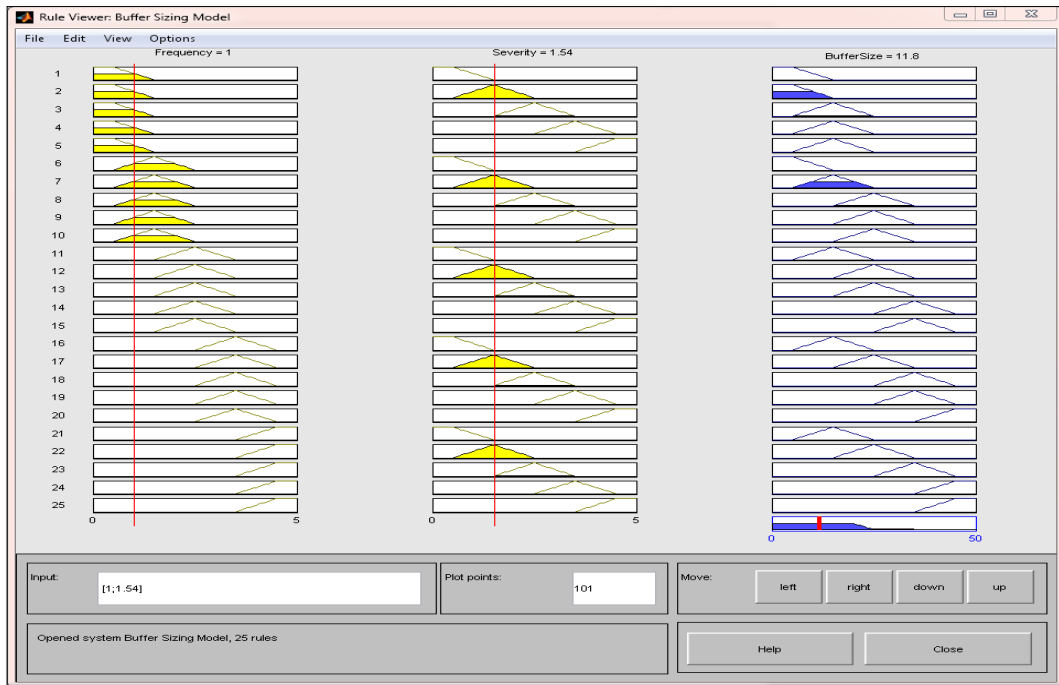 Rule Viewer: Buffer Sizing Model
File Edit View Options
Frequency = 1
Severity = 1.54
BufferSize = 11.8
1
2
3
4
5
6
7
8
9
10
11
12
13
14
15
16
17
18
19
20
21
22
23
24
25
0 5
0 5
0 50
Input:
[1;1.54]
Plot points:
101
Move:
left right down up
Opened system Buffer Sizing Model, 25 rules
Help Close